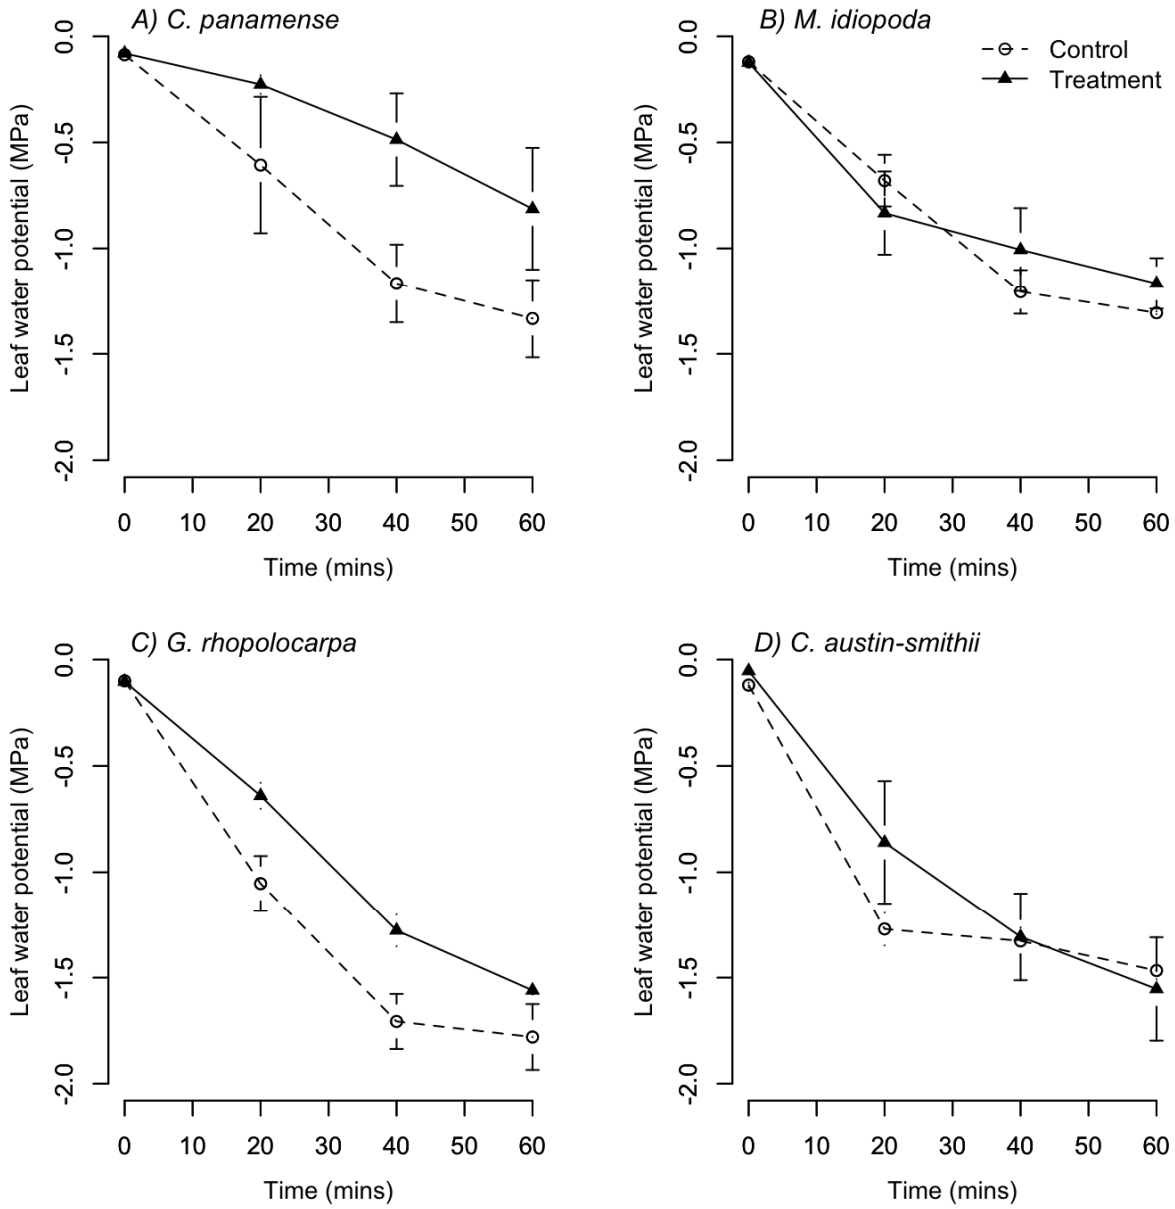 A) C. panamense
Leaf water potential (MPa)
0.0
-0.5
-1.0
-1.5
-2.0
0 10 20 30 40 50 60
Time (mins)
B) M. idiopoda
Control
Treatment
Leaf water potential (MPa)
0.0
-0.5
-1.0
-1.5
-2.0
0 10 20 30 40 50 60
Time (mins)
C) G. rhopolocarpa
Leaf water potential (MPa)
0.0
-0.5
-1.0
-1.5
-2.0
0 10 20 30 40 50 60
Time (mins)
D) C. austin-smithii
Leaf water potential (MPa)
0.0
-0.5
-1.0
-1.5
-2.0
0 10 20 30 40 50 60
Time (mins)